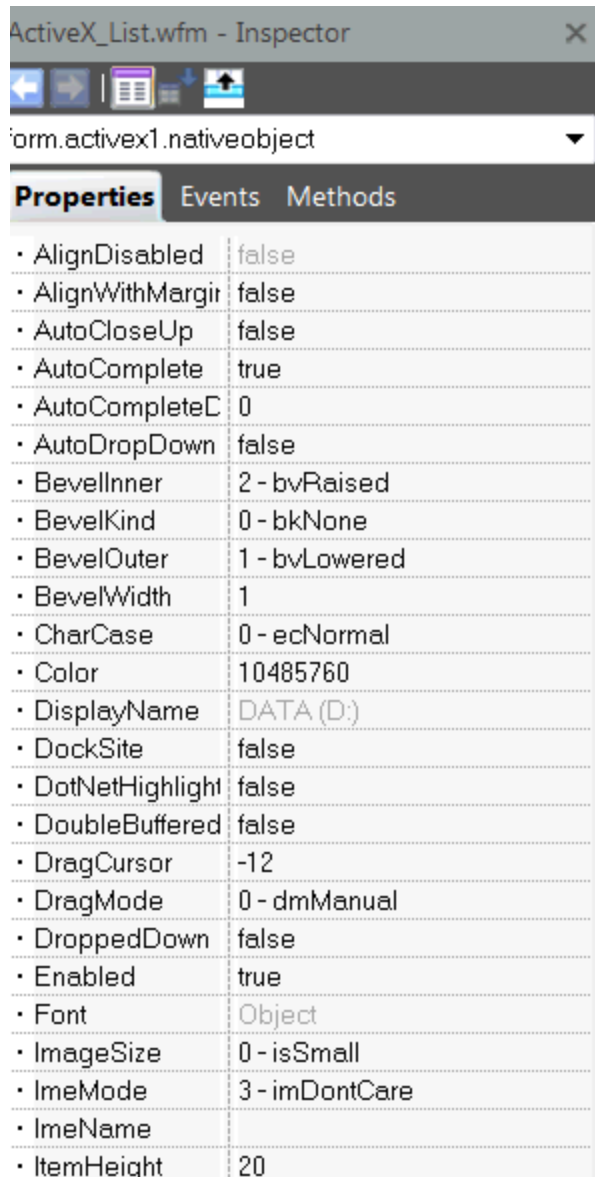 ActiveX_List.wfm - Inspector
form.activex1.nativeobject
Properties Events Methods
AlignDisabled false
AlignWithMargin false
AutoCloseUp false
AutoComplete true
AutoCompleteD 0
AutoDropDown false
BevelInner 2 - bvRaised
BevelKind 0 - bkNone
BevelOuter 1 - bvLowered
BevelWidth 1
CharCase 0 - ecNormal
Color 10485760
DisplayName DATA (D:)
DockSite false
DotNetHighlight false
DoubleBuffered false
DragCursor -12
DragMode 0 - dmManual
DroppedDown false
Enabled true
Font Object
ImageSize 0 - isSmall
ImeMode 3 - imDontCare
ImeName
ItemHeight 20